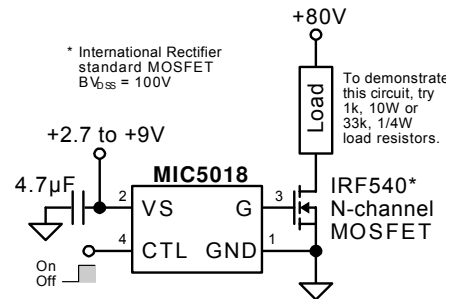 +80V
* International Rectifier
standard MOSFET
BVDSS = 100V
To demonstrate
this circuit, try
1k, 10W or
33k, 1/4W
load resistors.
Load
+2.7 to +9V
4.7µF
MIC5018
2
VS
G
3
4
CTL
GND
1
IRF540*
N-channel
MOSFET
On
Off